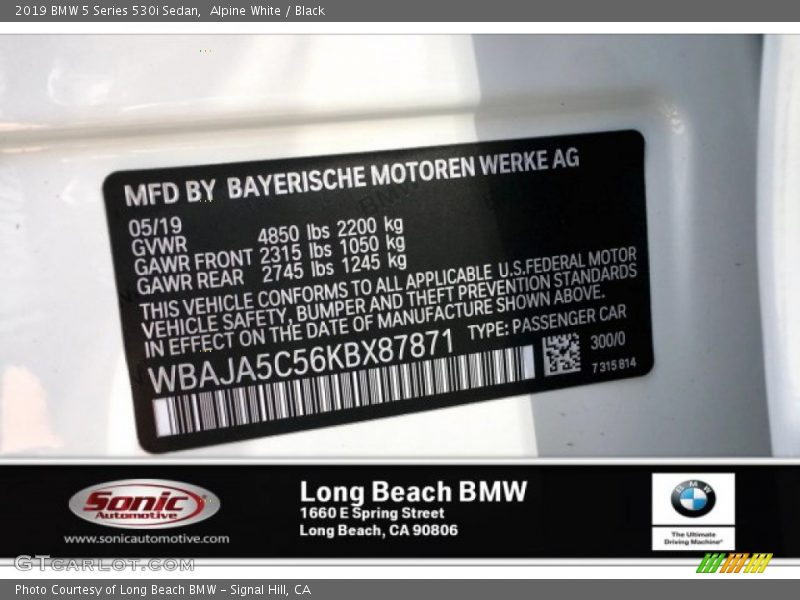 2019 BMW 5 Series 530i Sedan,  Alpine White / Black
MFD BY BAYERISCHE MOTOREN WERKE AG
05/19
GVWR 4850 lbs 2200 kg
GAWR FRONT 2315 lbs 1050 kg
GAWR REAR 2745 lbs 1245 kg
THIS VEHICLE CONFORMS TO ALL APPLICABLE U.S.FEDERAL MOTOR
VEHICLE SAFETY, BUMPER AND THEFT PREVENTION STANDARDS
IN EFFECT ON THE DATE OF MANUFACTURE SHOWN ABOVE.
WBAJA5C56KBX87871 TYPE: PASSENGER CAR
300/0
7 315 814
Sonic
Automotive
www.sonicautomotive.com
Long Beach BMW
1660 E Spring Street
Long Beach, CA 90806
BMW
The Ultimate
Driving Machine®
GTcarlot.com
Photo Courtesy of Long Beach BMW - Signal Hill, CA